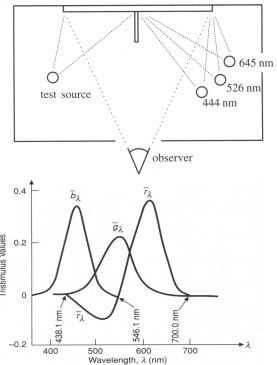 645 nm
526 nm
444 nm
test source
observer
Tristimulus values
0.4
0.2
0
−0.2
b̄λ
ḡλ
r̄λ
r̄λ
438.1 nm
546.1 nm
700.0 nm
400 500 600 700
λ
Wavelength, λ (nm)